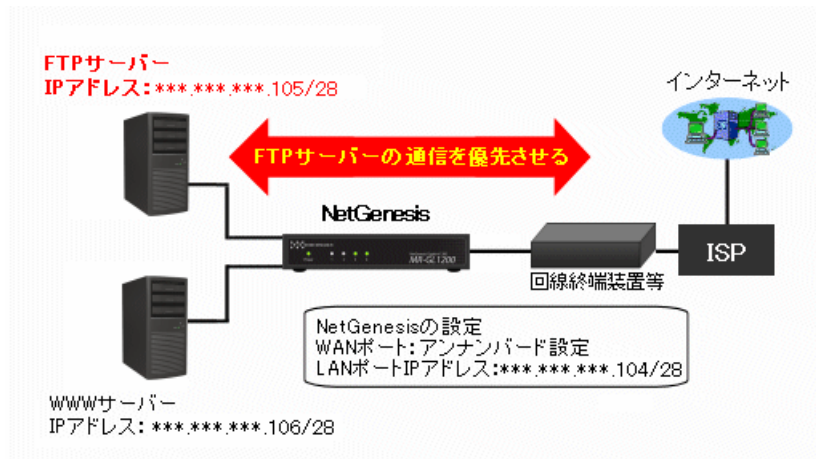 FTPサーバー
IPアドレス:***.***.***.105/28
インターネット
FTPサーバーの通信を優先させる
NetGenesis
MR-GL1200
ISP
回線終端装置等
NetGenesisの設定
WANポート:アンナンバード設定
LANポートIPアドレス:***.***.***.104/28
WWWサーバー
IPアドレス: ***.***.***.106/28